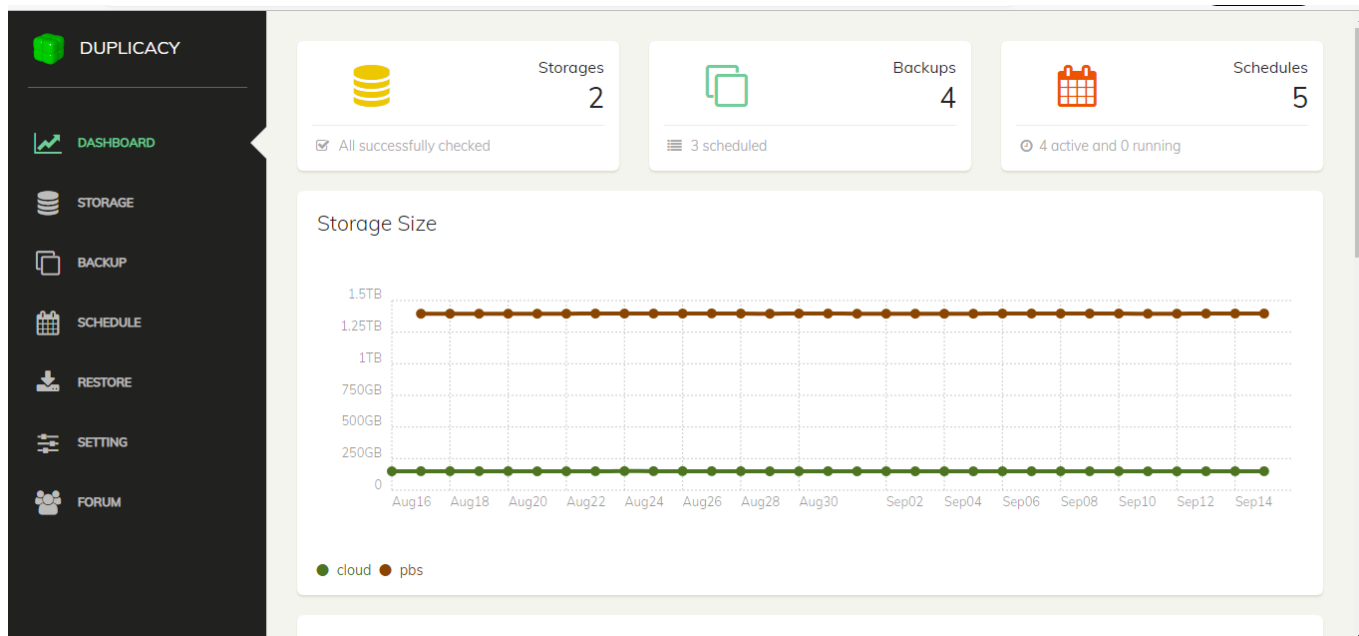 DUPLICACY
DASHBOARD
STORAGE
BACKUP
SCHEDULE
RESTORE
SETTING
FORUM
Storages
2
All successfully checked
Backups
4
3 scheduled
Schedules
5
4 active and 0 running
Storage Size
1.5TB
1.25TB
1TB
750GB
500GB
250GB
0
Aug16 Aug18 Aug20 Aug22 Aug24 Aug26 Aug28 Aug30 Sep02 Sep04 Sep06 Sep08 Sep10 Sep12 Sep14
cloud pbs